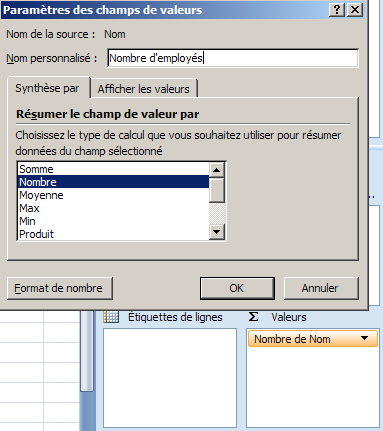 Paramètres des champs de valeurs
Nom de la source : Nom
Nom personnalisé : Nombre d'employés
Synthèse par Afficher les valeurs
Résumer le champ de valeur par
Choisissez le type de calcul que vous souhaitez utiliser pour résumer
données du champ sélectionné
Somme
Nombre
Moyenne
Max
Min
Produit
Format de nombre OK Annuler
Étiquettes de lignes Σ Valeurs
Nombre de Nom